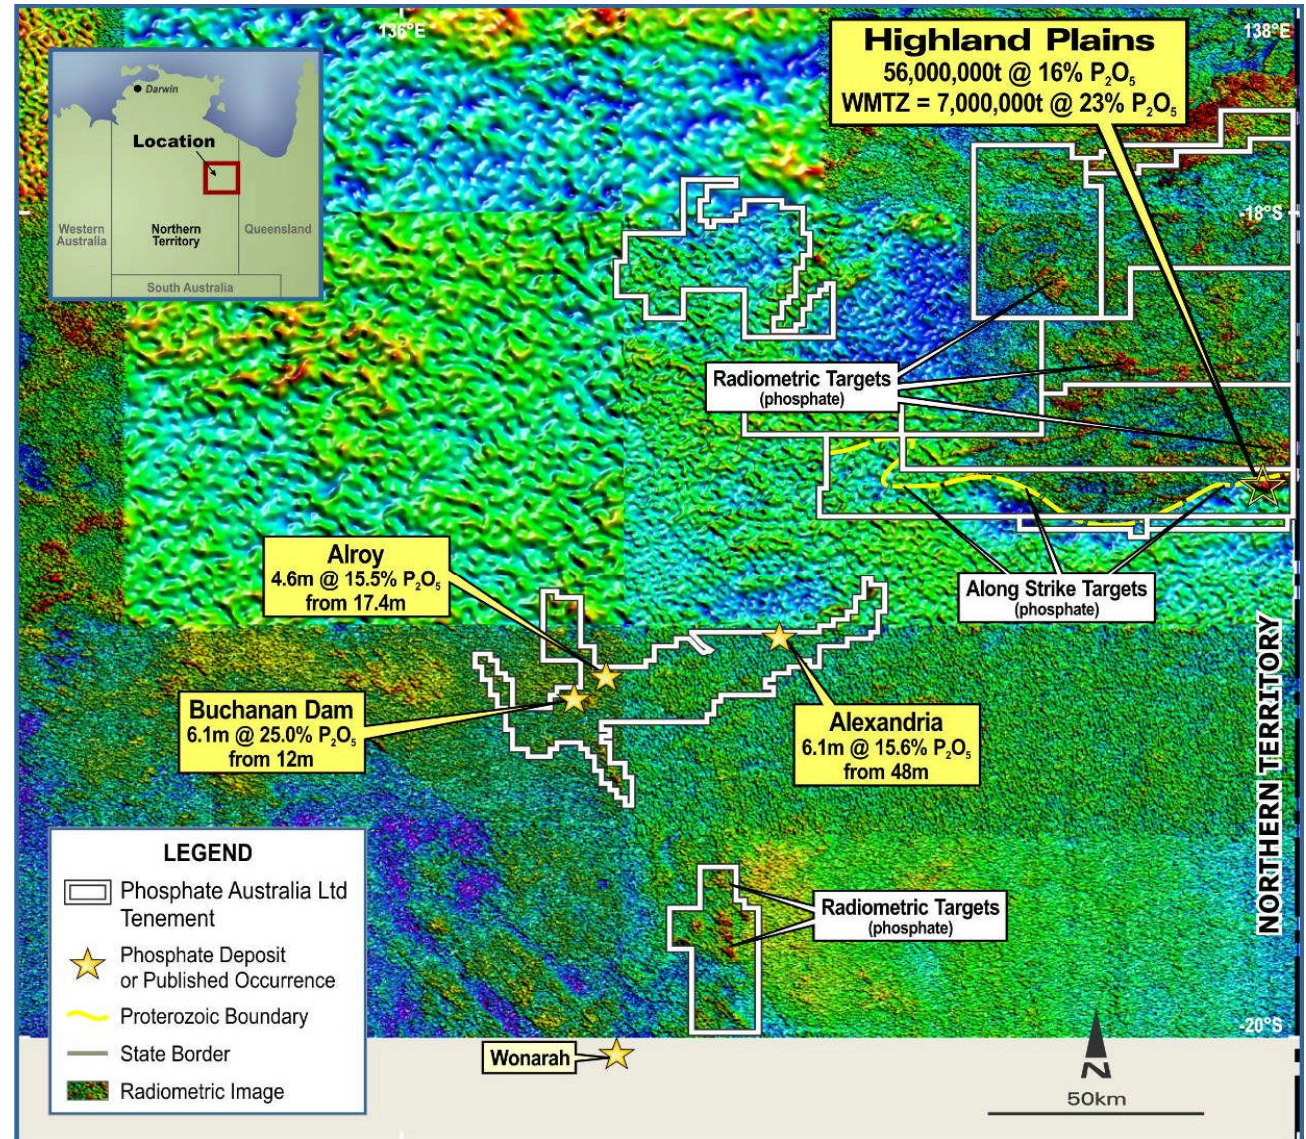 136°E
138°E
Highland Plains
56,000,000t @ 16% P₂O₅
WMTZ = 7,000,000t @ 23% P₂O₅
Darwin
Location
Western
Australia
Northern
Territory
Queensland
South Australia
-18°S
Radiometric Targets
(phosphate)
Alroy
4.6m @ 15.5% P₂O₅
from 17.4m
Along Strike Targets
(phosphate)
Buchanan Dam
6.1m @ 25.0% P₂O₅
from 12m
Alexandria
6.1m @ 15.6% P₂O₅
from 48m
NORTHERN TERRITORY
LEGEND
Phosphate Australia Ltd
Tenement
Phosphate Deposit
or Published Occurrence
Proterozoic Boundary
State Border
Radiometric Image
Radiometric Targets
(phosphate)
-20°S
Wonarah
N
50km